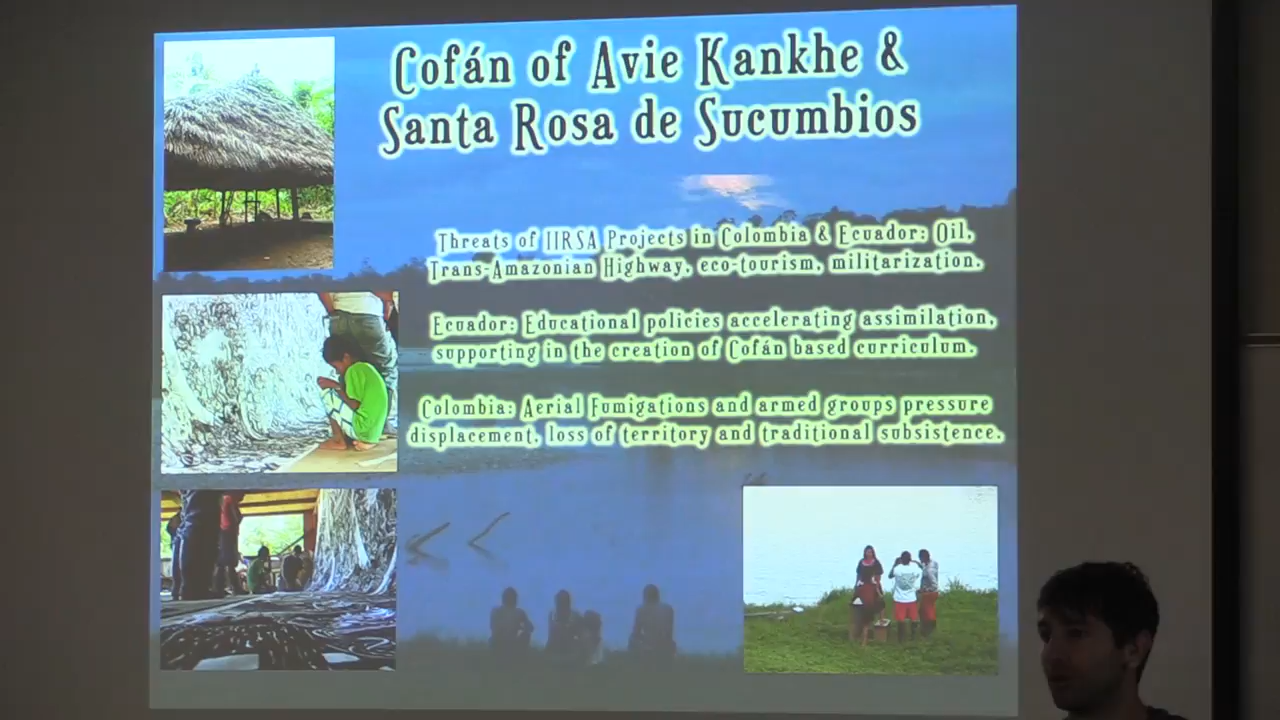 Cofán of Avie Kankhe &
Santa Rosa de Sucumbios
Threats of IIRSA Projects in Colombia & Ecuador: Oil,
Trans-Amazonian Highway, eco-tourism, militarization.
Ecuador: Educational policies accelerating assimilation,
supporting in the creation of Cofán based curriculum.
Colombia: Aerial Fumigations and armed groups pressure
displacement, loss of territory and traditional subsistence.